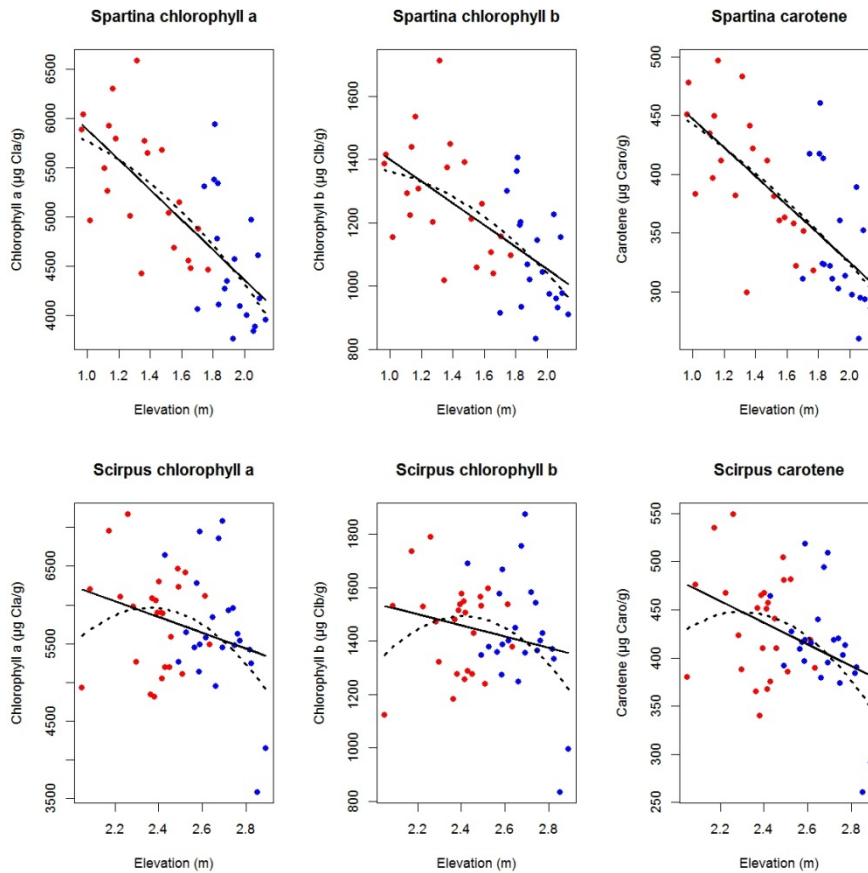 Spartina chlorophyll a
Spartina chlorophyll b
Spartina carotene
Chlorophyll a (µg Cla/g)
4000 4500 5000 5500 6000 6500
1.0 1.2 1.4 1.6 1.8 2.0
Elevation (m)
Chlorophyll b (µg Clb/g)
800 1000 1200 1400 1600
1.0 1.2 1.4 1.6 1.8 2.0
Elevation (m)
Carotene (µg Caro/g)
300 350 400 450 500
1.0 1.2 1.4 1.6 1.8 2.0
Elevation (m)
Scirpus chlorophyll a
Scirpus chlorophyll b
Scirpus carotene
Chlorophyll a (µg Cla/g)
3500 4500 5500 6500
2.2 2.4 2.6 2.8
Elevation (m)
Chlorophyll b (µg Clb/g)
800 1000 1200 1400 1600 1800
2.2 2.4 2.6 2.8
Elevation (m)
Carotene (µg Caro/g)
250 300 350 400 450 500 550
2.2 2.4 2.6 2.8
Elevation (m)